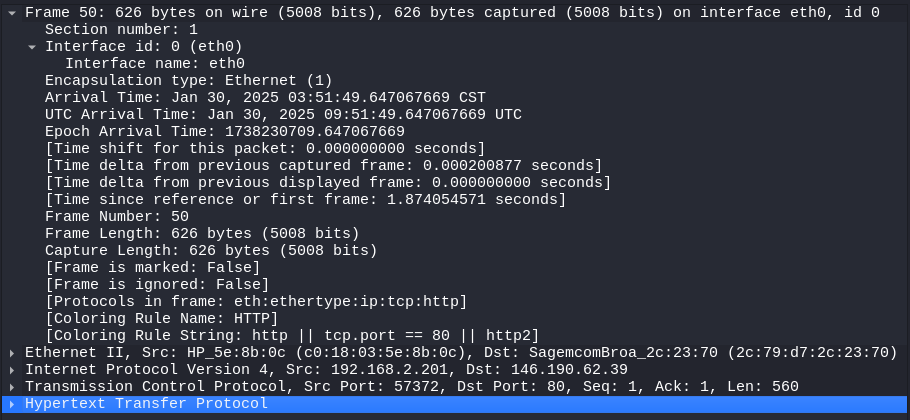 Frame 50: 626 bytes on wire (5008 bits), 626 bytes captured (5008 bits) on interface eth0, id 0
Section number: 1
Interface id: 0 (eth0)
Interface name: eth0
Encapsulation type: Ethernet (1)
Arrival Time: Jan 30, 2025 03:51:49.647067669 CST
UTC Arrival Time: Jan 30, 2025 09:51:49.647067669 UTC
Epoch Arrival Time: 1738230709.647067669
[Time shift for this packet: 0.000000000 seconds]
[Time delta from previous captured frame: 0.000200877 seconds]
[Time delta from previous displayed frame: 0.000000000 seconds]
[Time since reference or first frame: 1.874054571 seconds]
Frame Number: 50
Frame Length: 626 bytes (5008 bits)
Capture Length: 626 bytes (5008 bits)
[Frame is marked: False]
[Frame is ignored: False]
[Protocols in frame: eth:ethertype:ip:tcp:http]
[Coloring Rule Name: HTTP]
[Coloring Rule String: http || tcp.port == 80 || http2]
Ethernet II, Src: HP_5e:8b:0c (c0:18:03:5e:8b:0c), Dst: SagemcomBroa_2c:23:70 (2c:79:d7:2c:23:70)
Internet Protocol Version 4, Src: 192.168.2.201, Dst: 146.190.62.39
Transmission Control Protocol, Src Port: 57372, Dst Port: 80, Seq: 1, Ack: 1, Len: 560
Hypertext Transfer Protocol